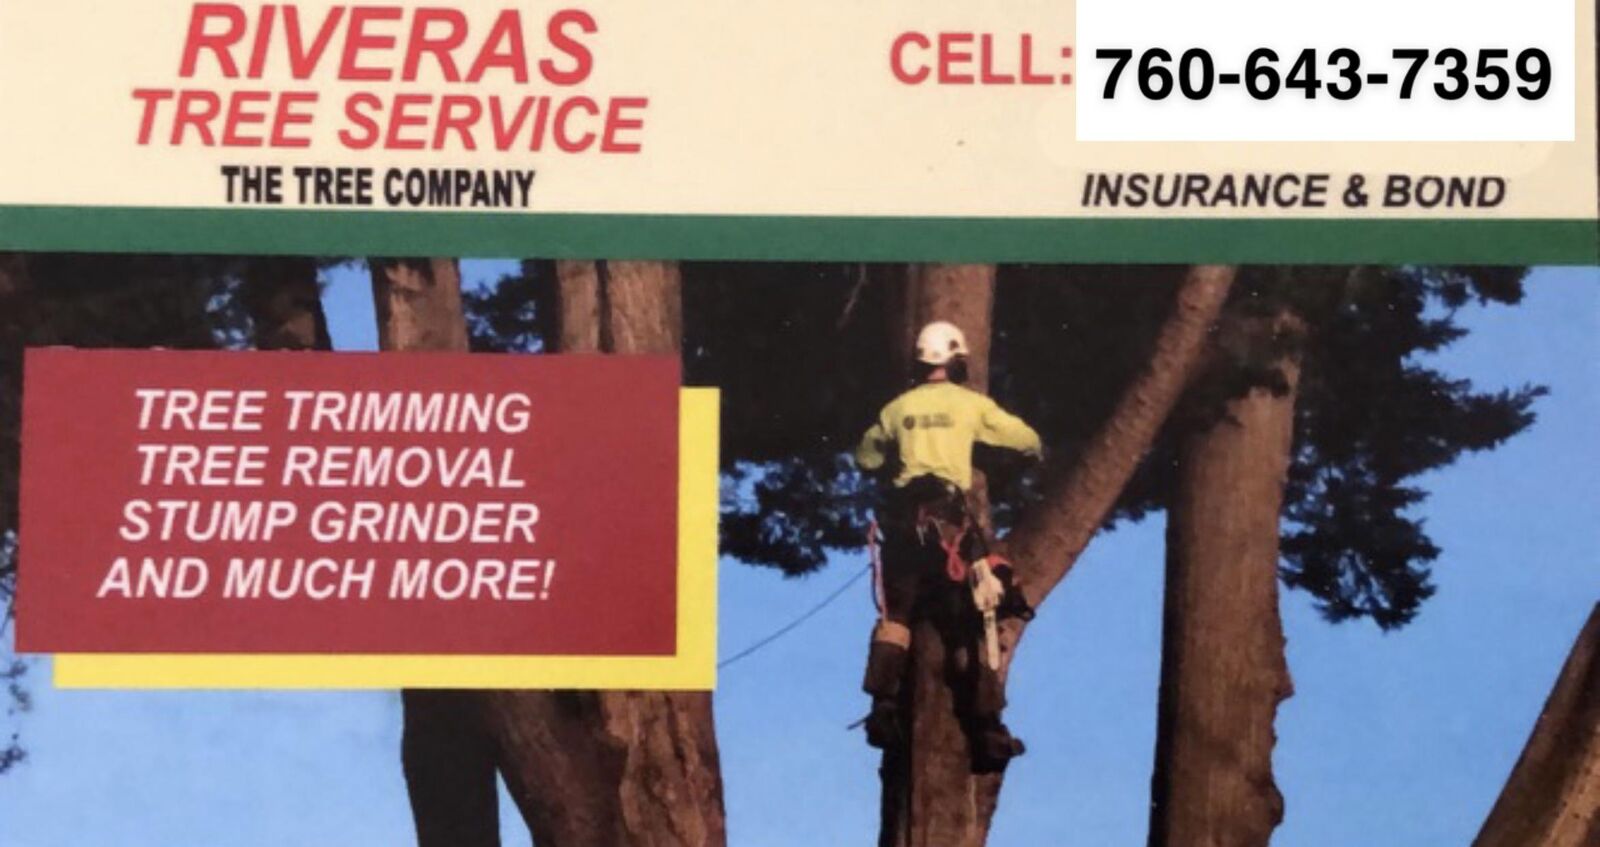 RIVERAS
TREE SERVICE
THE TREE COMPANY
CELL: 760-643-7359
INSURANCE & BOND
TREE TRIMMING
TREE REMOVAL
STUMP GRINDER
AND MUCH MORE!